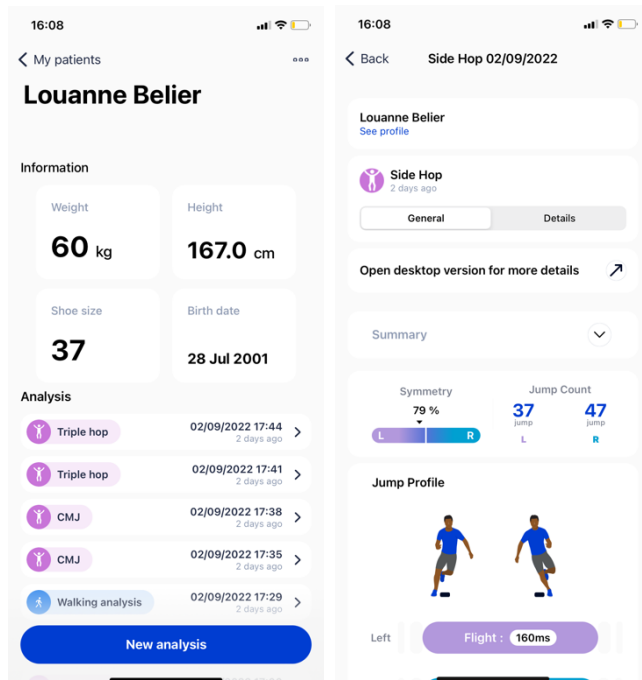 16:08
My patients
Louanne Belier
Information
Weight
60 kg
Height
167.0 cm
Shoe size
37
Birth date
28 Jul 2001
Analysis
Triple hop
02/09/2022 17:44
2 days ago
Triple hop
02/09/2022 17:41
2 days ago
CMJ
02/09/2022 17:38
2 days ago
CMJ
02/09/2022 17:35
2 days ago
Walking analysis
02/09/2022 17:29
2 days ago
New analysis
16:08
Back
Side Hop 02/09/2022
Louanne Belier
See profile
Side Hop
2 days ago
General
Details
Open desktop version for more details
Summary
Symmetry
79 %
L
R
Jump Count
37
jump
L
47
jump
R
Jump Profile
Left
Flight : 160ms